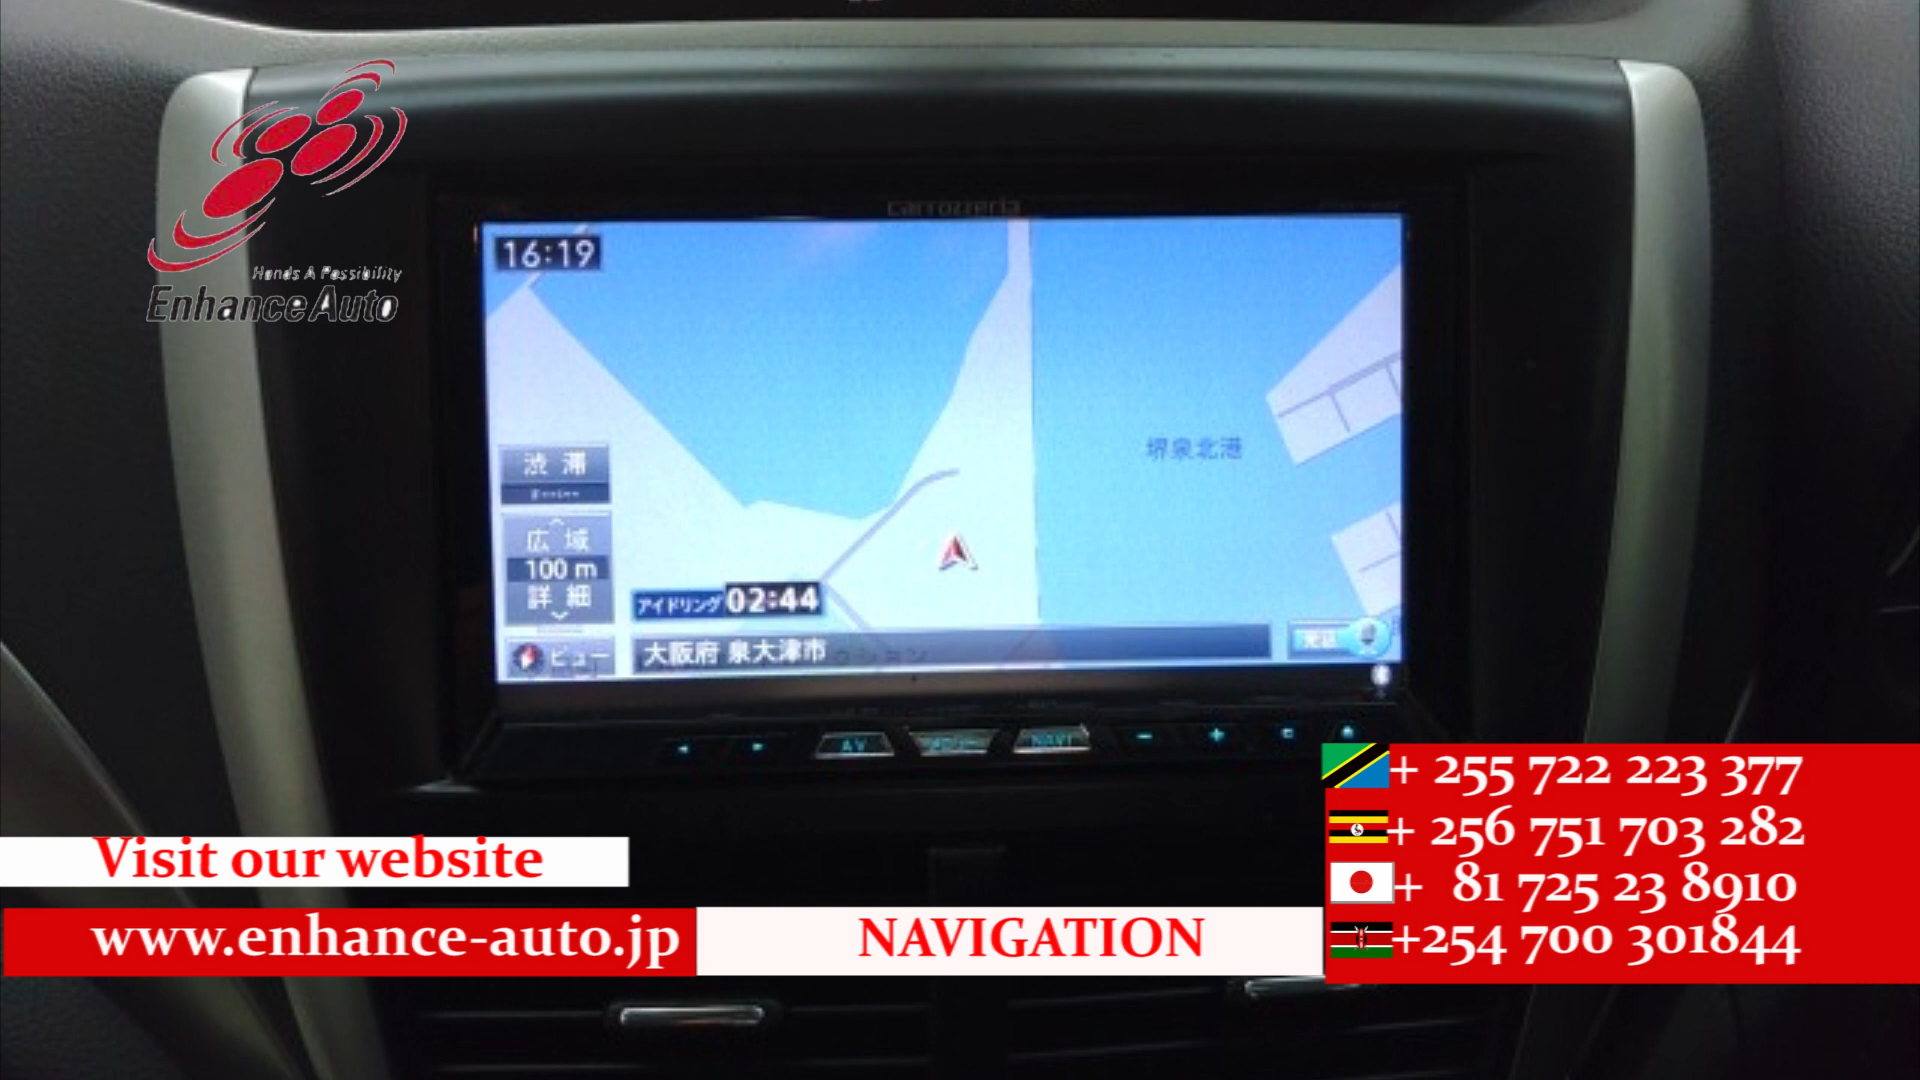 carrozzeria
16:19
堺泉北港
渋滞
広域
100 m
詳細
アイドリング 02:44
ビュー
大阪府 泉大津市
AV
NAVI
Honds A Possibility
EnhanceAuto
Visit our website
www.enhance-auto.jp
NAVIGATION
+ 255 722 223 377
+ 256 751 703 282
+ 81 725 23 8910
+254 700 301844